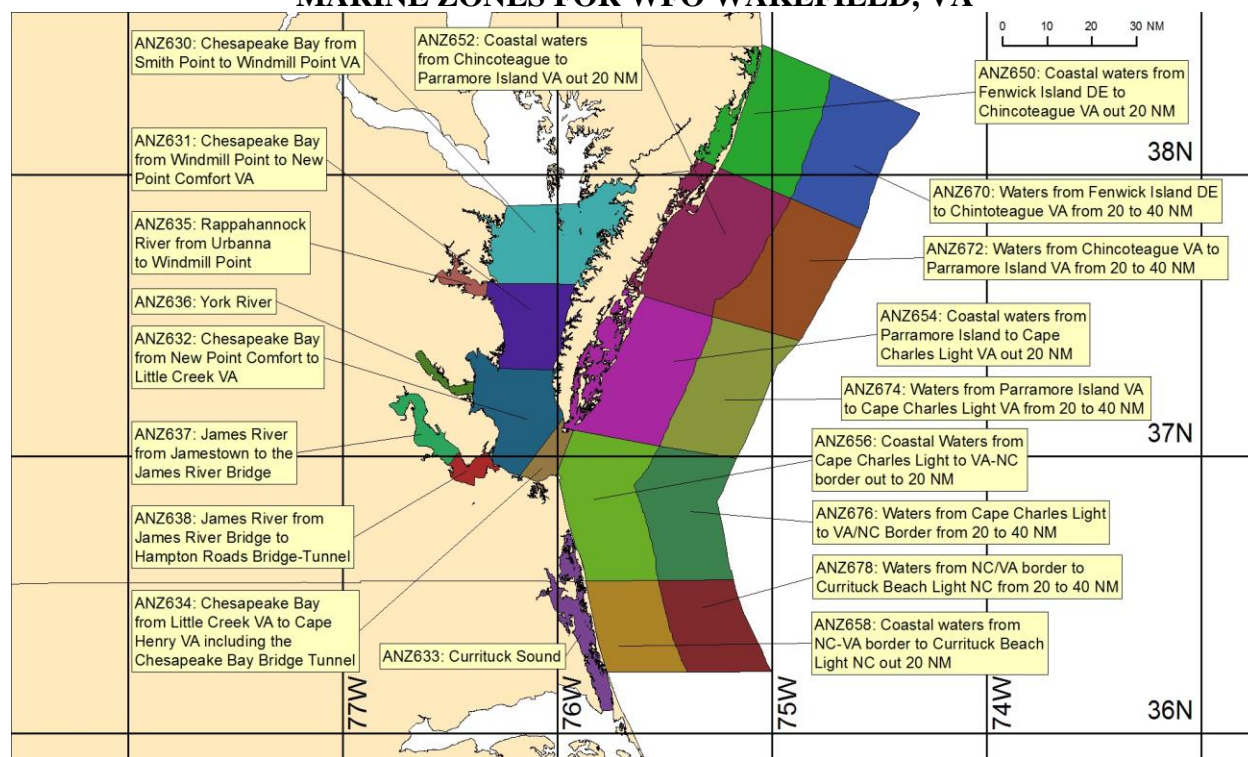 MARINE ZONES FOR WFO WAKEFIELD, VA
ANZ630: Chesapeake Bay from
Smith Point to Windmill Point VA
ANZ652: Coastal waters
from Chincoteague to
Parramore Island VA out 20 NM
0 10 20 30 NM
ANZ650: Coastal waters from
Fenwick Island DE to
Chincoteague VA out 20 NM
ANZ631: Chesapeake Bay
from Windmill Point to New
Point Comfort VA
38N
ANZ670: Waters from Fenwick Island DE
to Chintoteague VA from 20 to 40 NM
ANZ635: Rappahannock
River from Urbanna
to Windmill Point
ANZ672: Waters from Chincoteague VA to
Parramore Island VA from 20 to 40 NM
ANZ636: York River
ANZ654: Coastal waters from
Parramore Island to Cape
Charles Light VA out 20 NM
ANZ632: Chesapeake Bay
from New Point Comfort to
Little Creek VA
ANZ674: Waters from Parramore Island VA
to Cape Charles Light VA from 20 to 40 NM
ANZ637: James River
from Jamestown to the
James River Bridge
37N
ANZ656: Coastal Waters from
Cape Charles Light to VA-NC
border out to 20 NM
ANZ638: James River from
James River Bridge to
Hampton Roads Bridge-Tunnel
ANZ676: Waters from Cape Charles Light
to VA/NC Border from 20 to 40 NM
ANZ678: Waters from NC/VA border to
Currituck Beach Light NC from 20 to 40 NM
ANZ634: Chesapeake Bay
from Little Creek VA to Cape
Henry VA including the
Chesapeake Bay Bridge Tunnel
ANZ633: Currituck Sound
ANZ658: Coastal waters from
NC-VA border to Currituck Beach
Light NC out 20 NM
77W
76W
75W
74W
36N